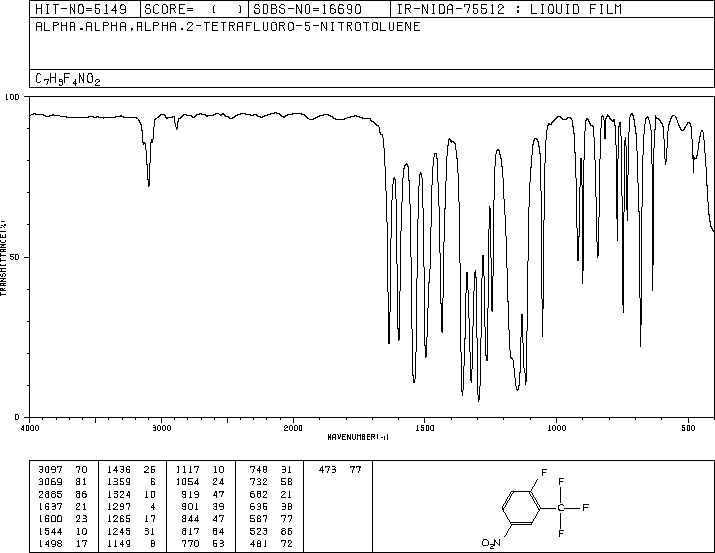 HIT-NO=5149 SCORE= ( ) SDBS-NO=16690 IR-NIDA-75512 : LIQUID FILM
ALPHA,ALPHA,ALPHA,2-TETRAFLUORO-5-NITROTOLUENE
C7H3F4NO2
100
50
0
TRANSMITTANCE(%)
4000 3000 2000 1500 1000 500
WAVENUMBER(-1)
3097 70 1436 26 1117 10 748 31 473 77
3069 81 1359 6 1054 24 732 58
2885 86 1324 10 919 47 682 21
1637 21 1297 4 901 39 636 38
1600 23 1265 17 844 47 587 77
1544 10 1245 31 817 84 523 86
1498 17 1149 8 770 53 481 72
F
F
F
F
O2N